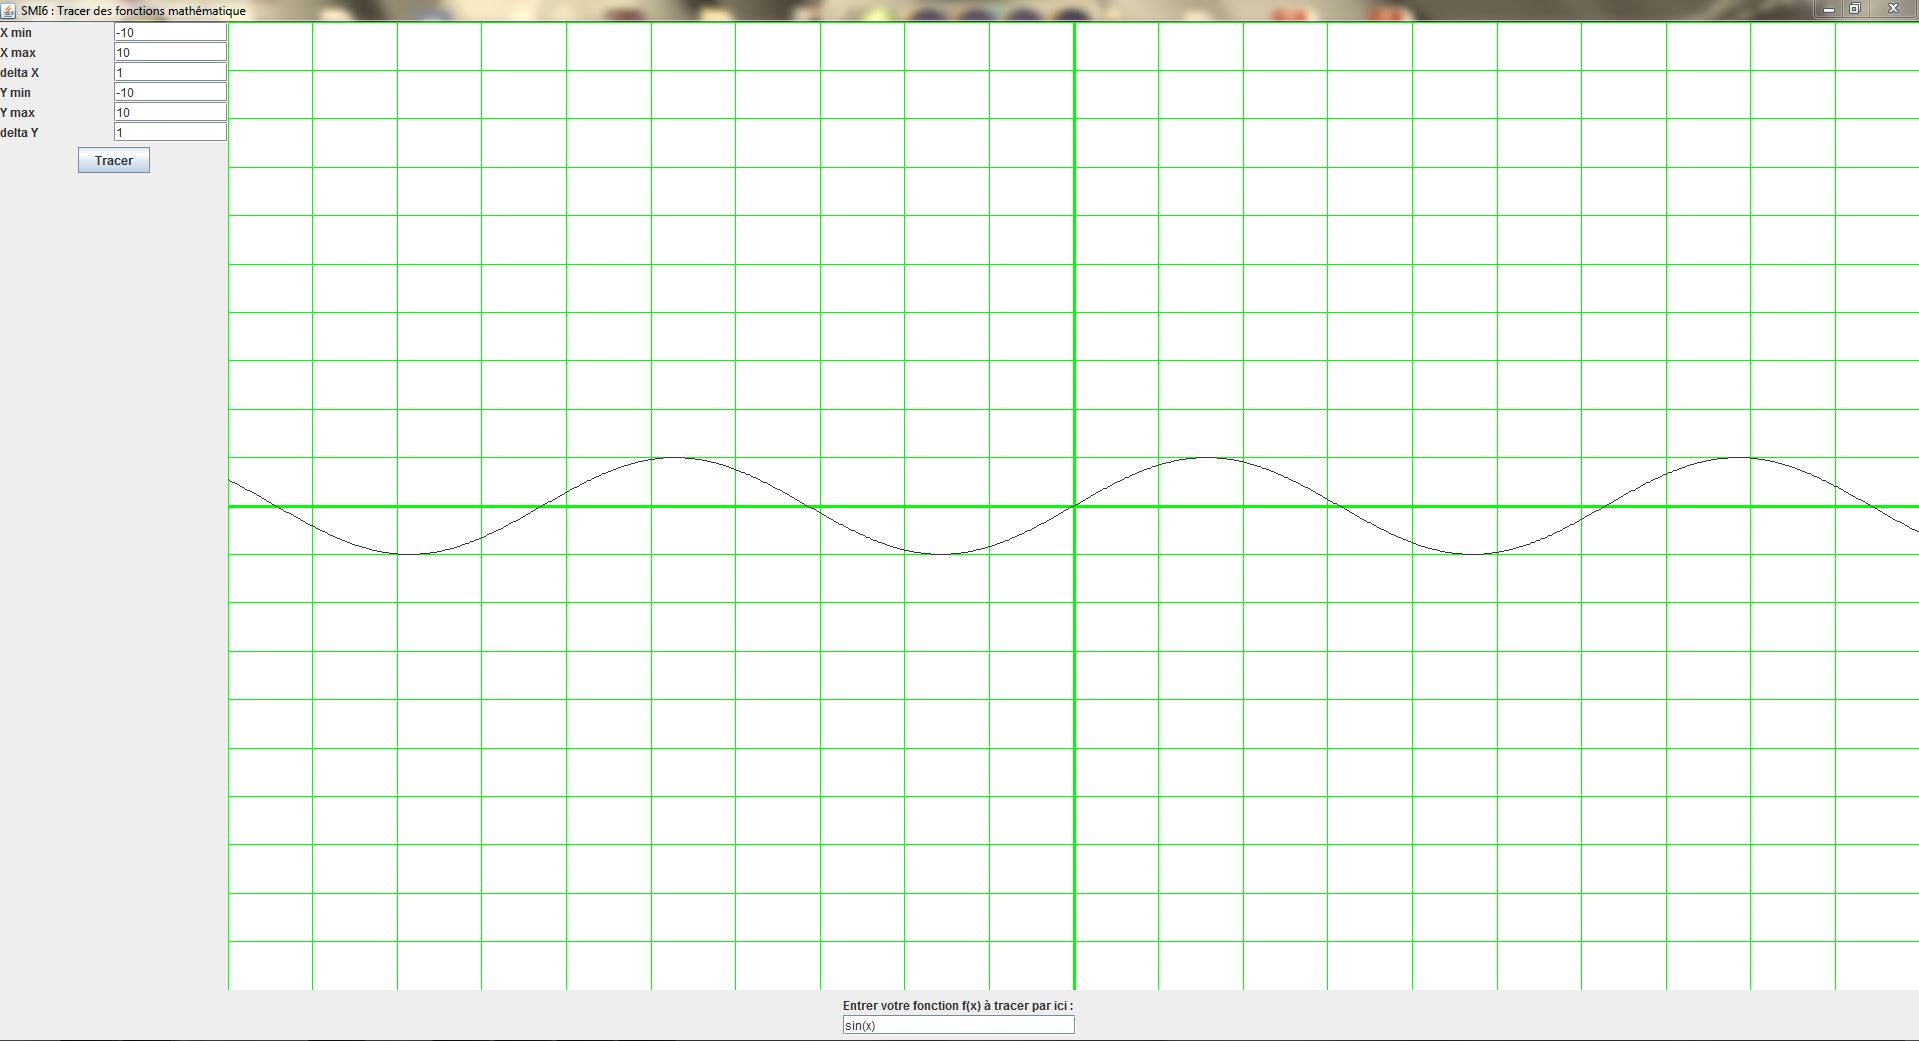 SMI6 : Tracer des fonctions mathématique
X min -10
X max 10
delta X 1
Y min -10
Y max 10
delta Y 1
Tracer
Entrer votre fonction f(x) à tracer par ici :
sin(x)